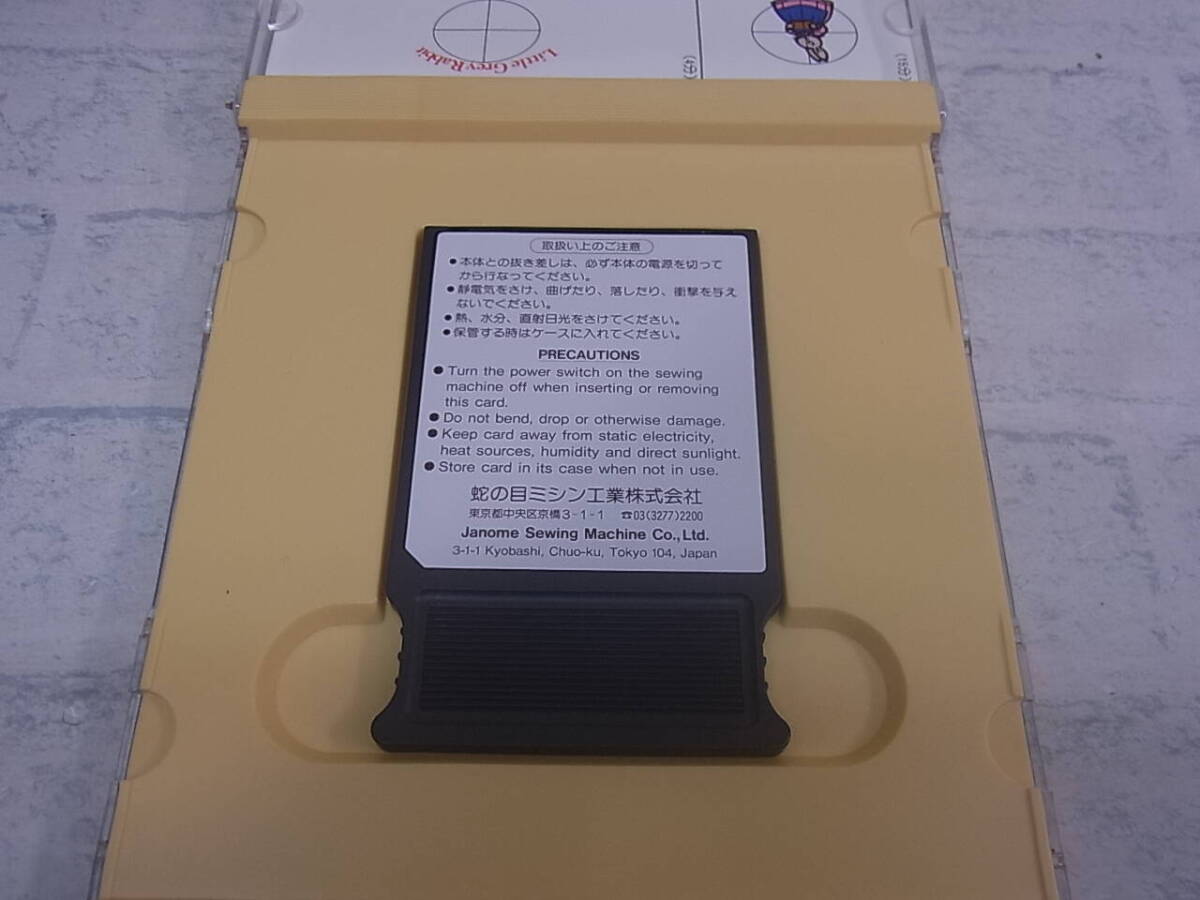 Little Grey Rabbit
(4分)
取扱い上のご注意
●本体との抜き差しは、必ず本体の電源を切って
から行なってください。
●静電気をさけ、曲げたり、落したり、衝撃を与え
ないでください。
●熱、水分、直射日光をさけてください。
●保管する時はケースに入れてください。
PRECAUTIONS
● Turn the power switch on the sewing
machine off when inserting or removing
this card.
● Do not bend, drop or otherwise damage.
● Keep card away from static electricity,
heat sources, humidity and direct sunlight.
● Store card in its case when not in use.
蛇の目ミシン工業株式会社
東京都中央区京橋3-1-1 ☎03(3277)2200
Janome Sewing Machine Co., Ltd.
3-1-1 Kyobashi, Chuo-ku, Tokyo 104, Japan